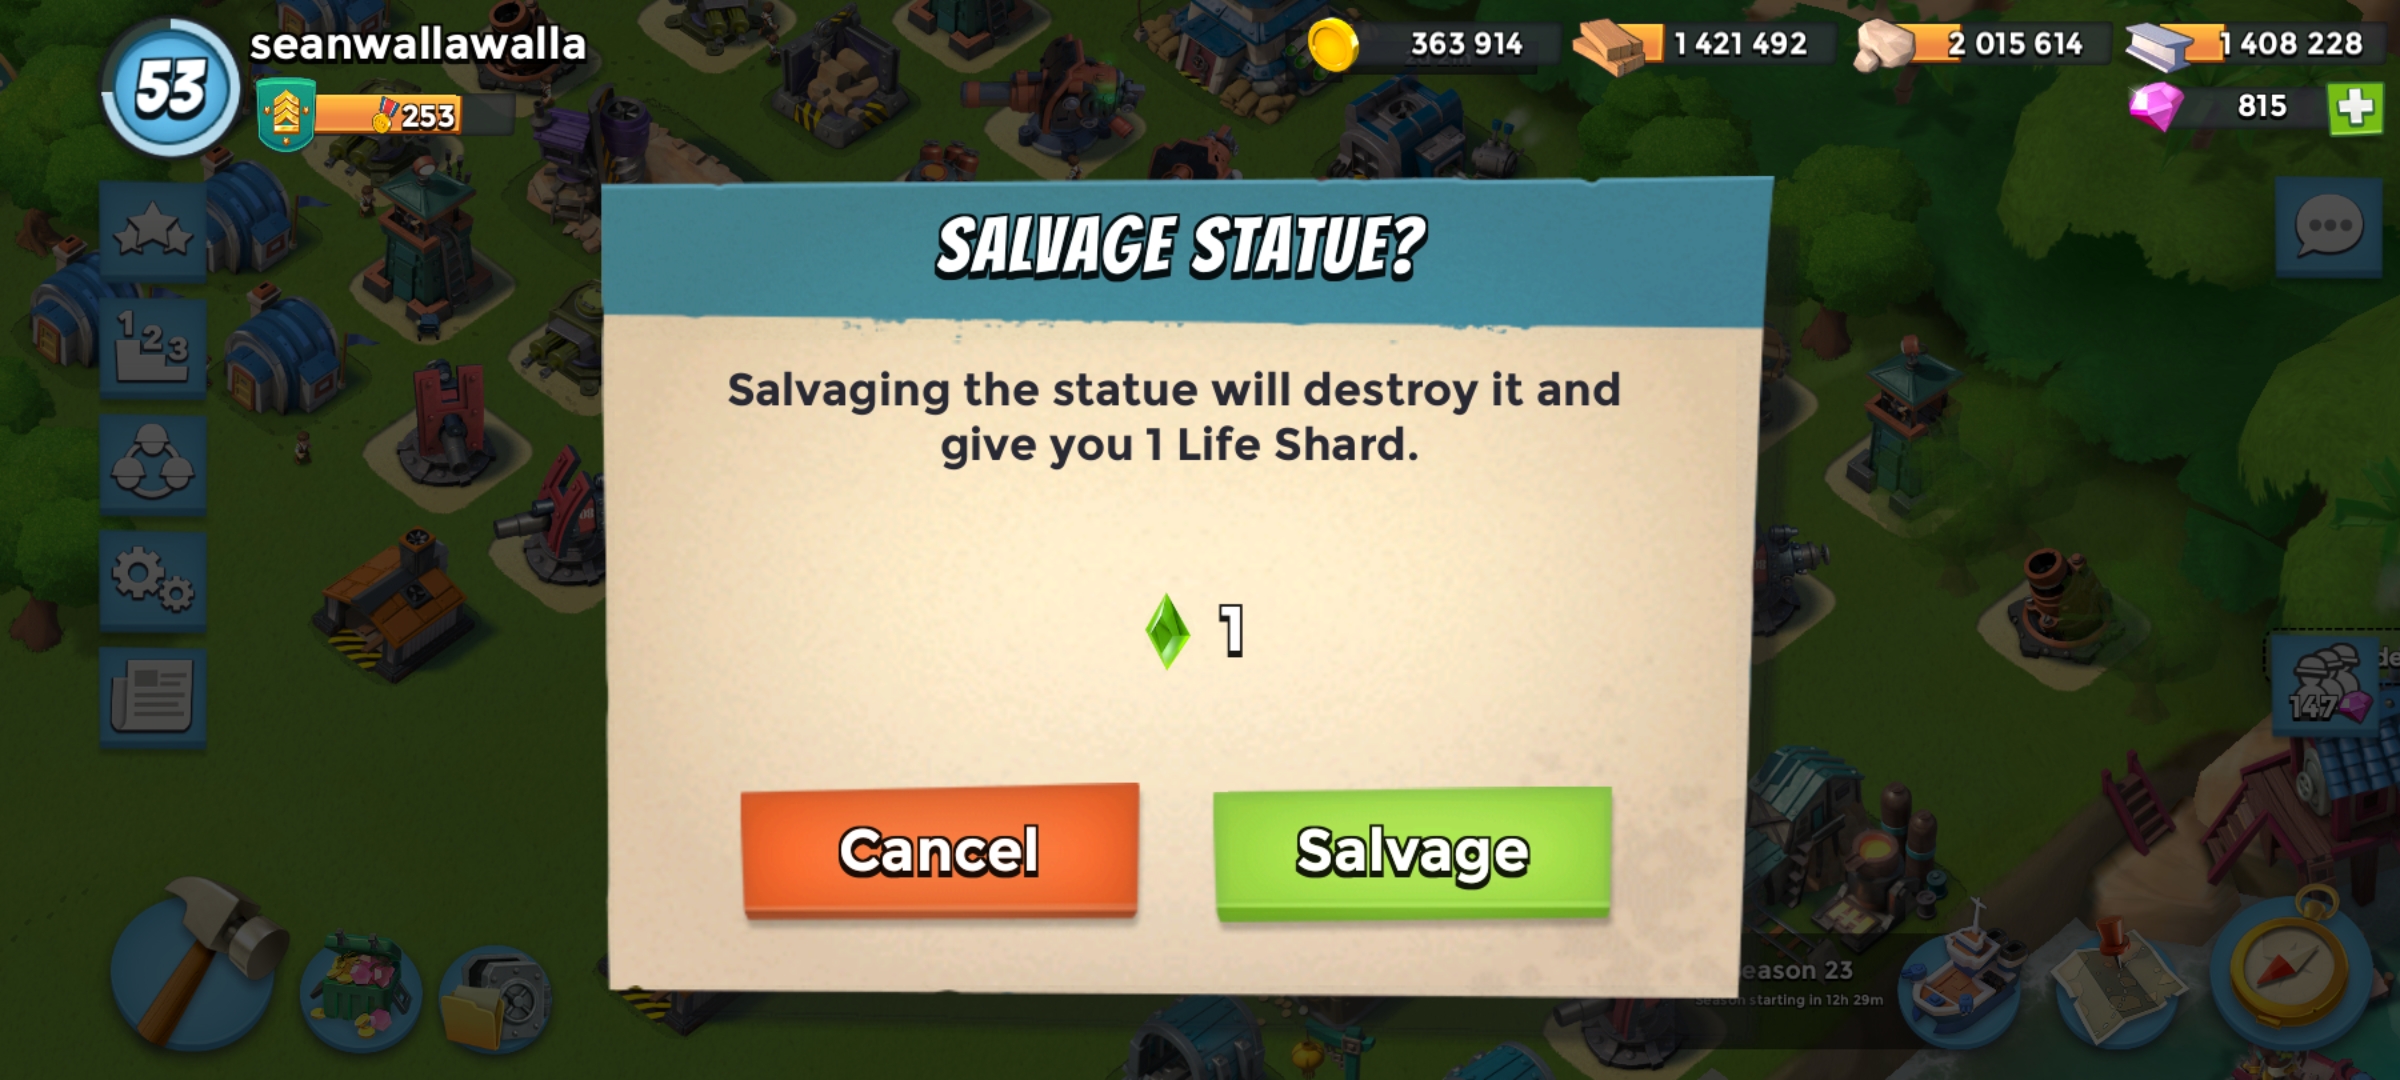 53
seanwallawalla
253
363 914
1 421 492
2 015 614
1 408 228
815
1 2 3
SALVAGE STATUE?
Salvaging the statue will destroy it and
give you 1 Life Shard.
1
Cancel
Salvage
147
eason 23
Season starting in 12h 29m